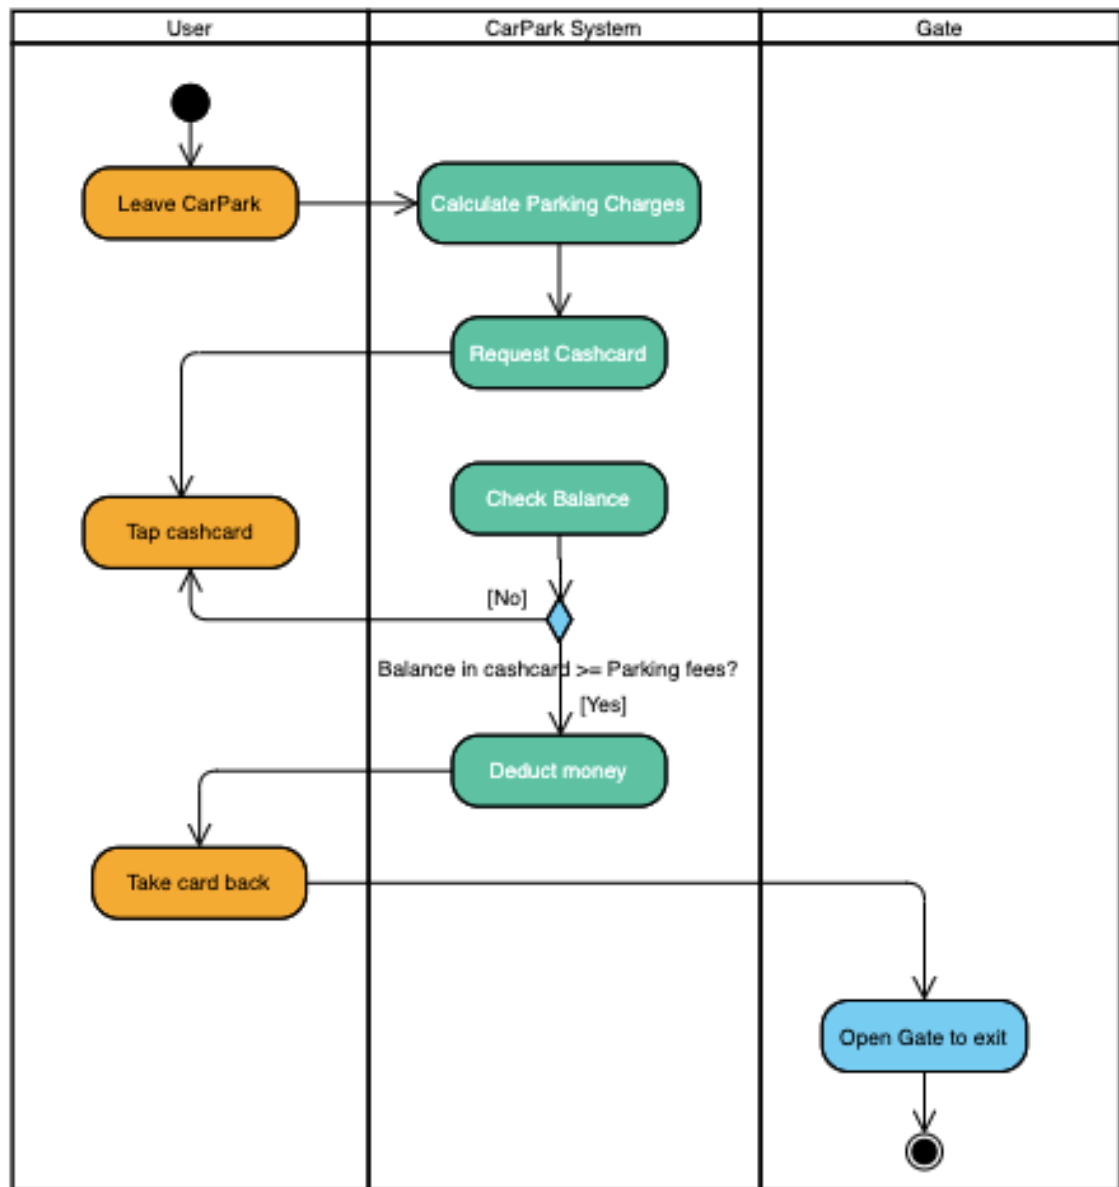 User
CarPark System
Gate
Leave CarPark
Calculate Parking Charges
Request Cashcard
Check Balance
Tap cashcard
[No]
Balance in cashcard >= Parking fees?
[Yes]
Deduct money
Take card back
Open Gate to exit